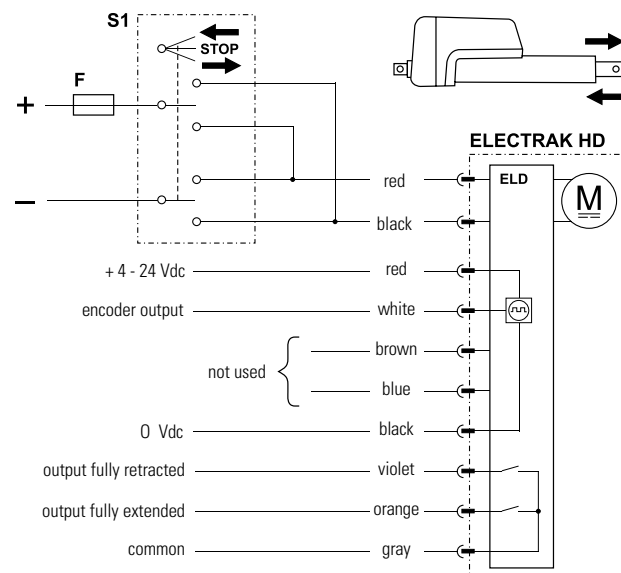 S1
STOP
F
+
−
ELECTRAK HD
ELD
M
red
black
+ 4 - 24 Vdc red
encoder output white
not used
brown
blue
0 Vdc black
output fully retracted violet
output fully extended orange
common gray